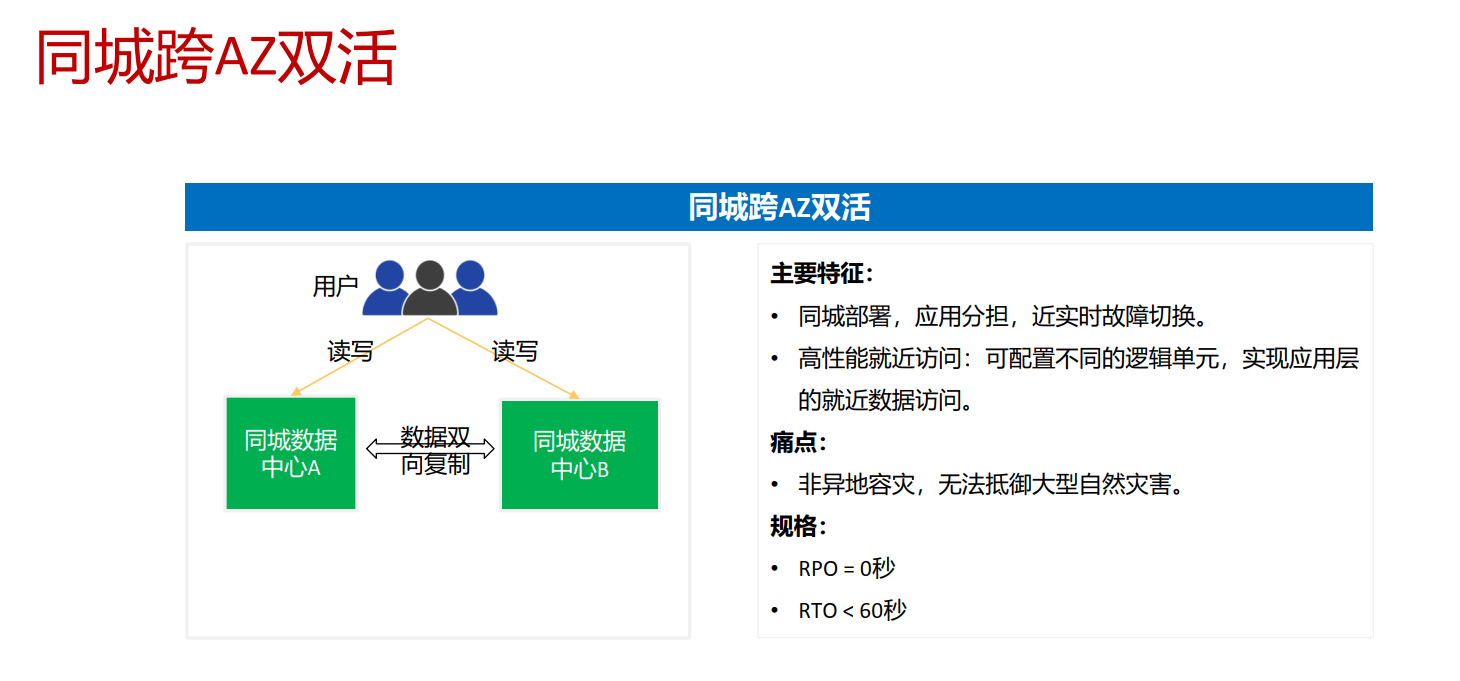 同城跨AZ双活
同城跨AZ双活
用户
读写
读写
同城数据
中心A
数据双
向复制
同城数据
中心B
主要特征：
• 同城部署，应用分担，近实时故障切换。
• 高性能就近访问：可配置不同的逻辑单元，实现应用层
的就近数据访问。
痛点：
• 非异地容灾，无法抵御大型自然灾害。
规格：
• RPO = 0秒
• RTO < 60秒